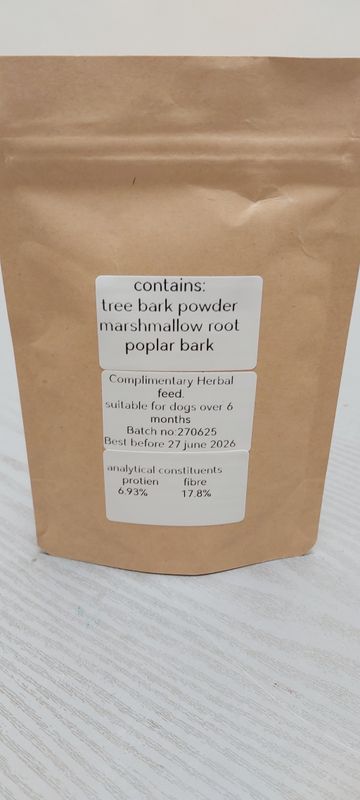 contains:
tree bark powder
marshmallow root
poplar bark
Complimentary Herbal
feed.
suitable for dogs over 6
months
Batch no:270625
Best before 27 june 2026
analytical constituents
protien fibre
6.93% 17.8%